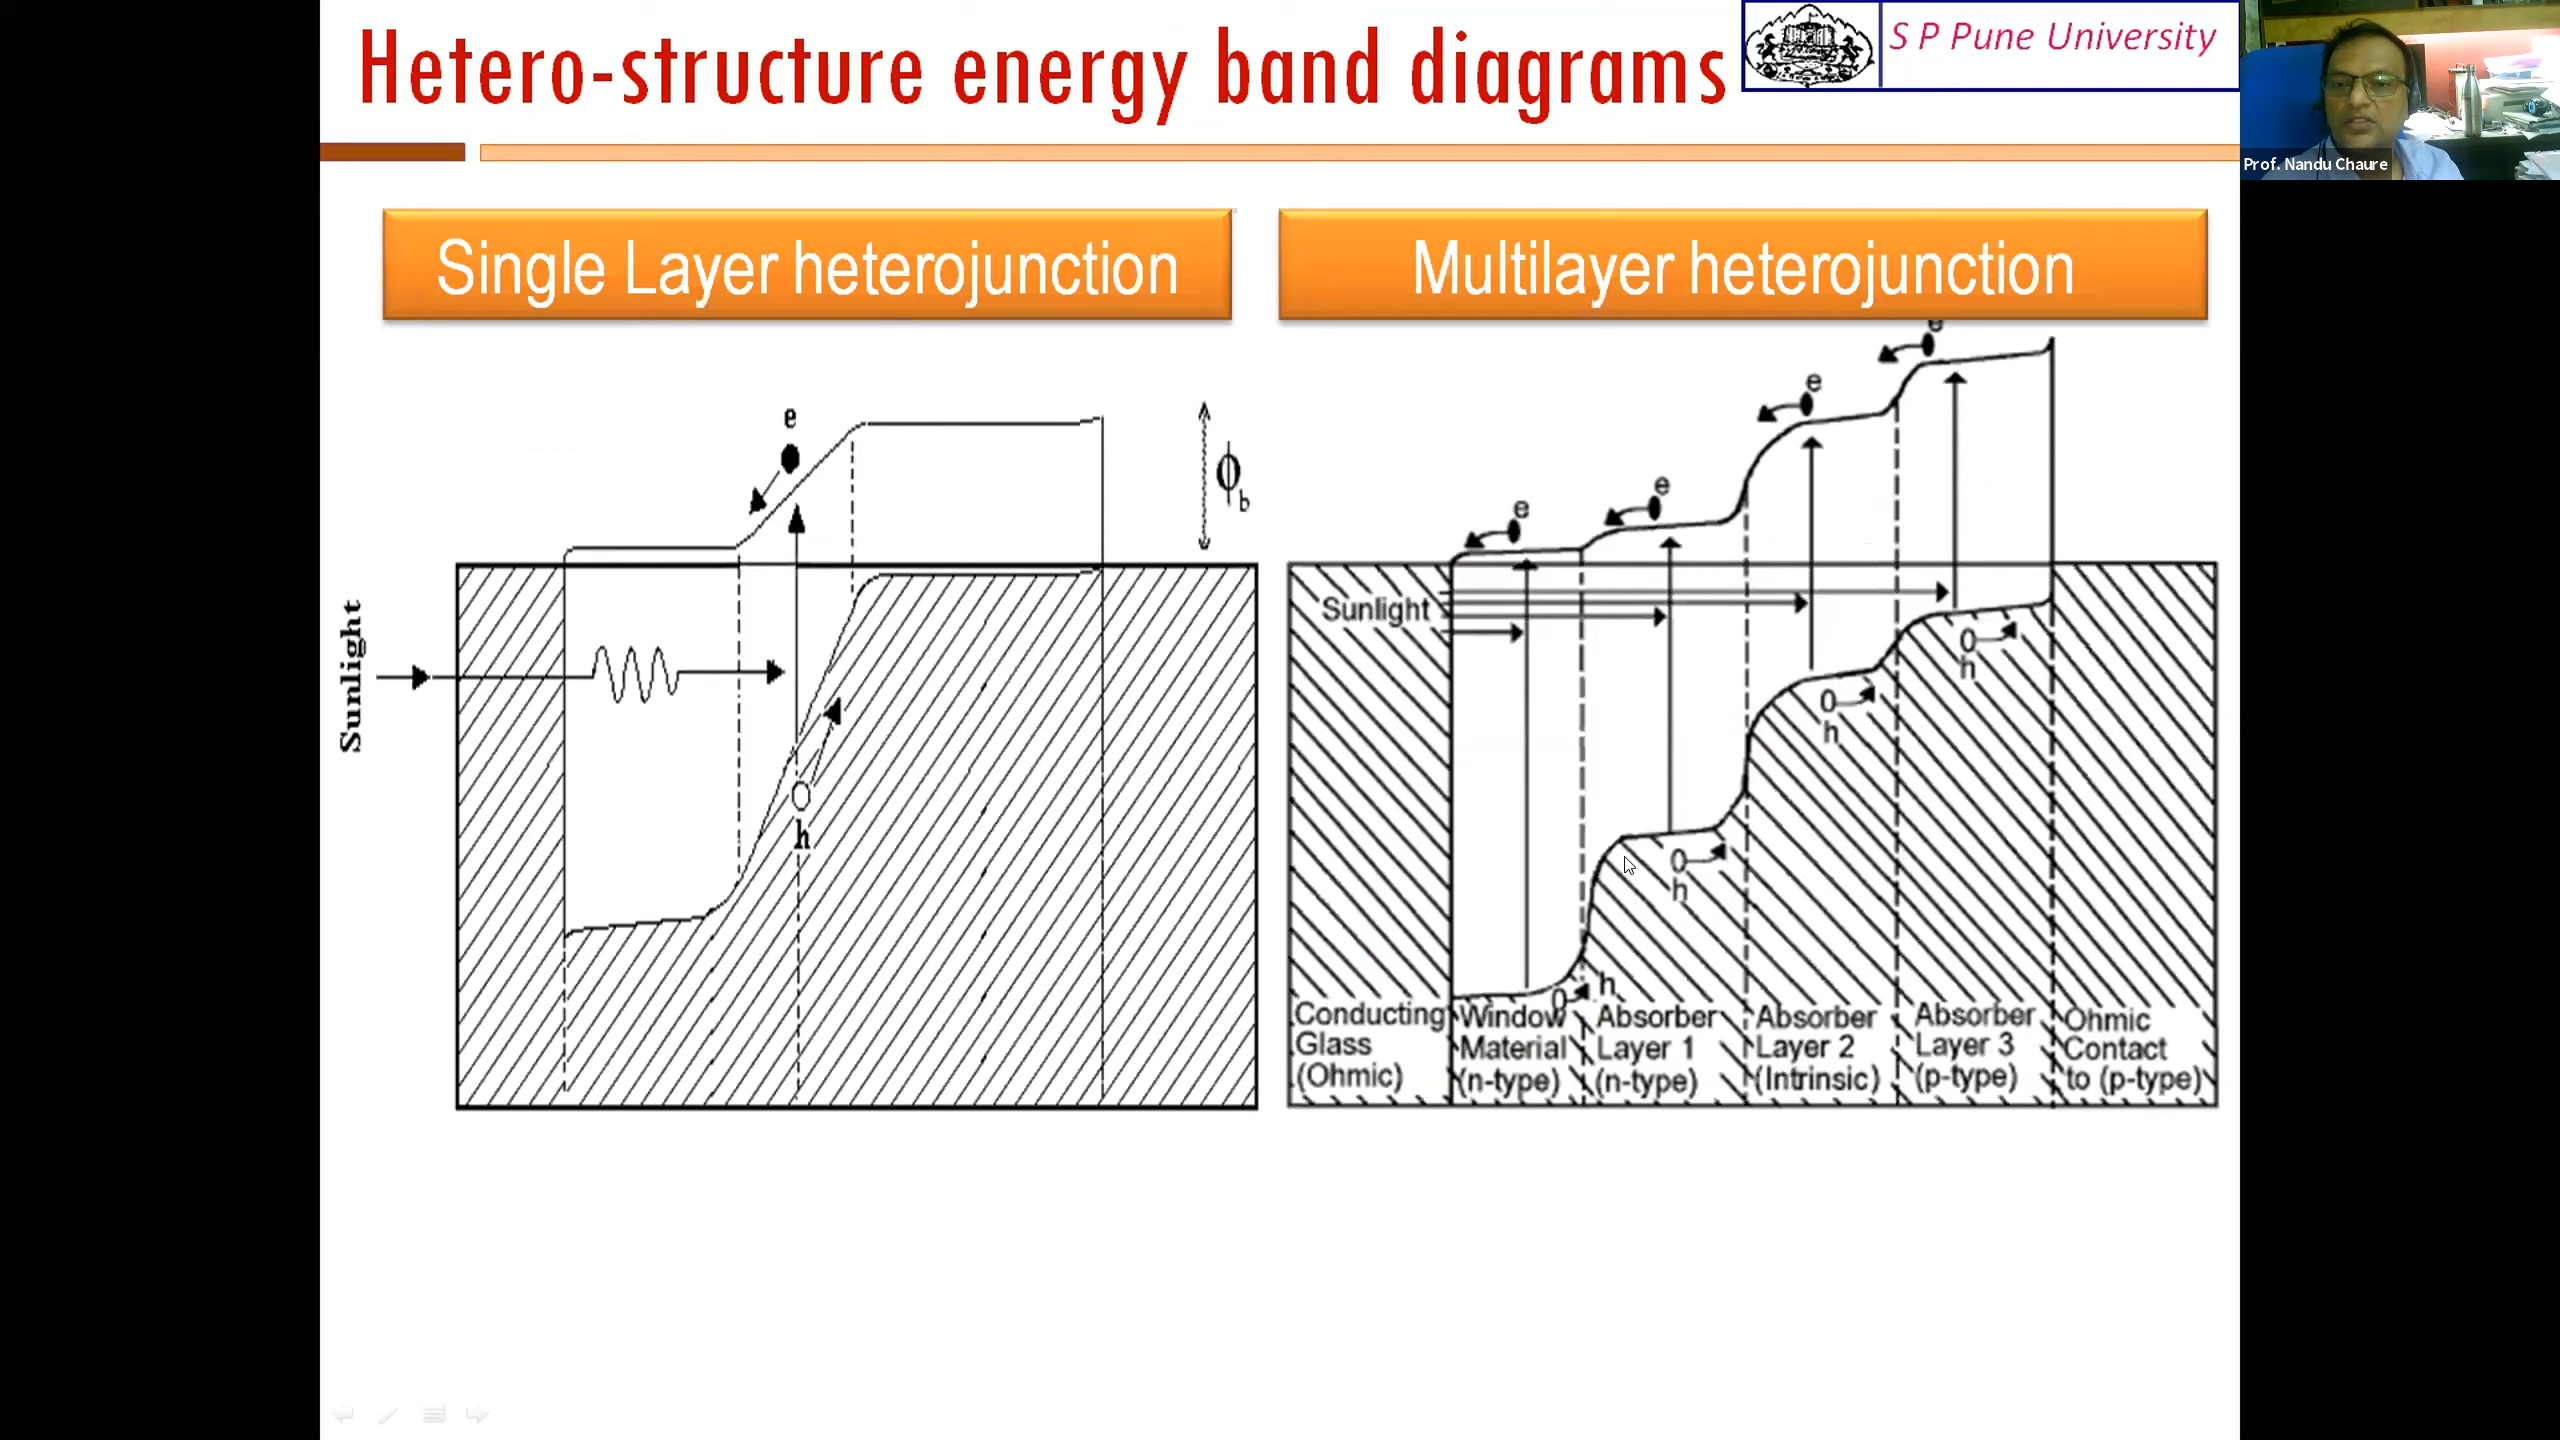 Hetero-structure energy band diagrams
S P Pune University
Prof. Nandu Chaure
Single Layer heterojunction
Multilayer heterojunction
e
ϕb
Sunlight
h
e
e
e
e
Sunlight
h
h
h
h
Conducting
Glass
(Ohmic)
Window
Material
(n-type)
Absorber
Layer 1
(n-type)
Absorber
Layer 2
(Intrinsic)
Absorber
Layer 3
(p-type)
Ohmic
Contact
to (p-type)